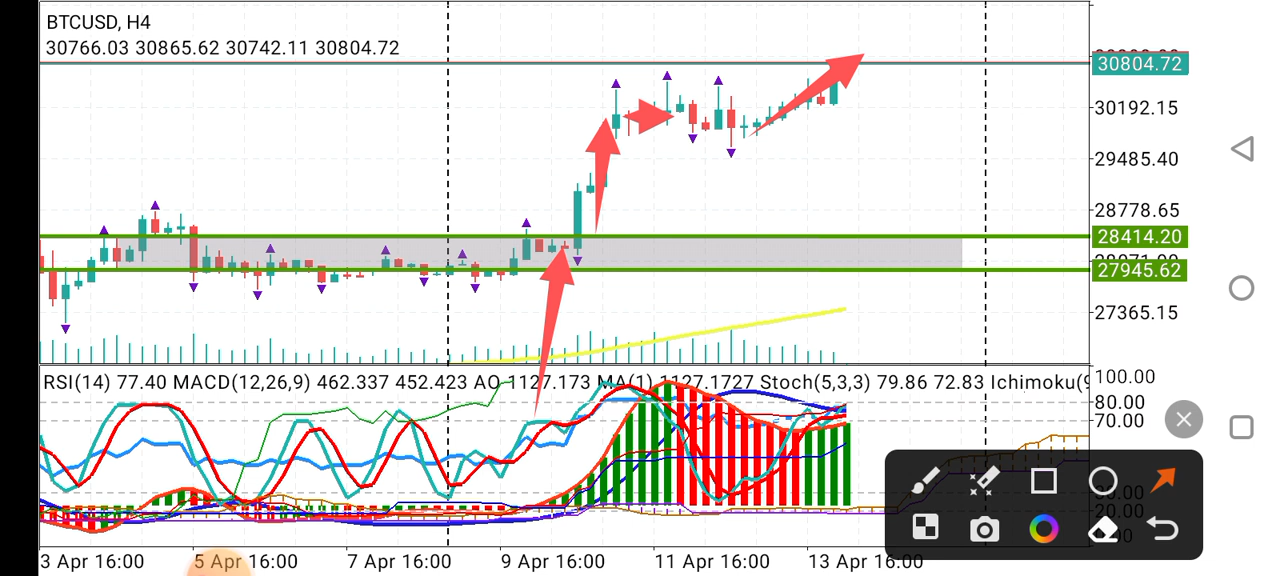 BTCUSD, H4
30766.03 30865.62 30742.11 30804.72
30804.72
30192.15
29485.40
28778.65
28414.20
27945.62
27365.15
RSI(14) 77.40 MACD(12,26,9) 462.337 452.423 AO 1127.173 MA(1) 1127.1727 Stoch(5,3,3) 79.86 72.83 Ichimoku(9
100.00
80.00
70.00
20.00
3 Apr 16:00 5 Apr 16:00 7 Apr 16:00 9 Apr 16:00 11 Apr 16:00 13 Apr 16:00